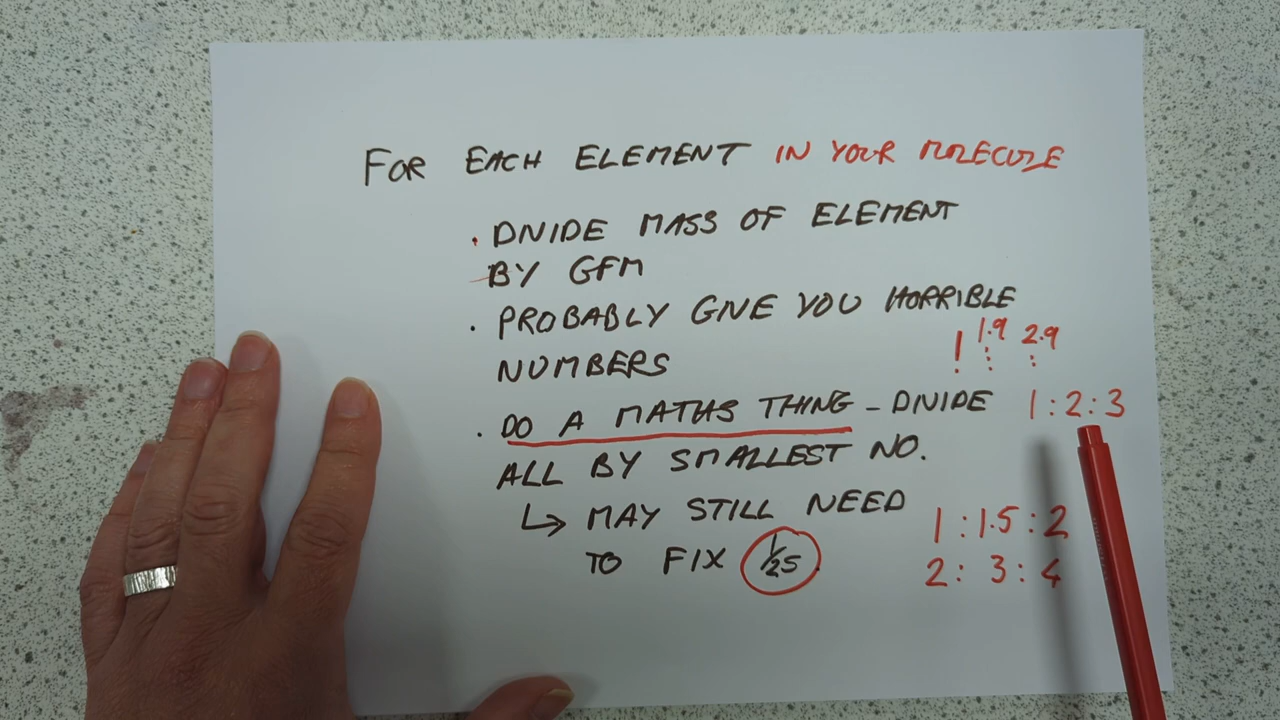 FOR EACH ELEMENT IN YOUR MOLECULE
· DIVIDE MASS OF ELEMENT
BY GFM
· PROBABLY GIVE YOU HORRIBLE
NUMBERS
1 : 1.9 : 2.9
· DO A MATHS THING - DIVIDE 1:2:3
ALL BY SMALLEST NO.
↳ MAY STILL NEED
TO FIX 1/2s.
1 : 1.5 : 2
2 : 3 : 4